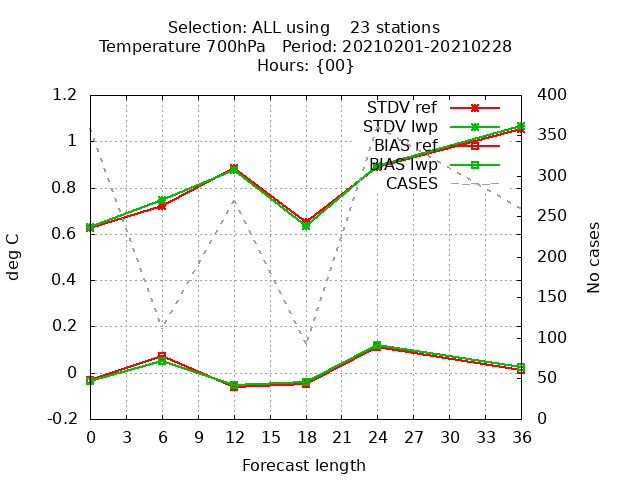 Selection: ALL using    23 stations
Temperature 700hPa   Period: 20210201-20210228
Hours: {00}
1.2
1
0.8
0.6
0.4
0.2
0
-0.2
deg C
STDV ref
STDV lwp
BIAS ref
BIAS lwp
CASES
400
350
300
250
200
150
100
50
0
No cases
0 3 6 9 12 15 18 21 24 27 30 33 36
Forecast length